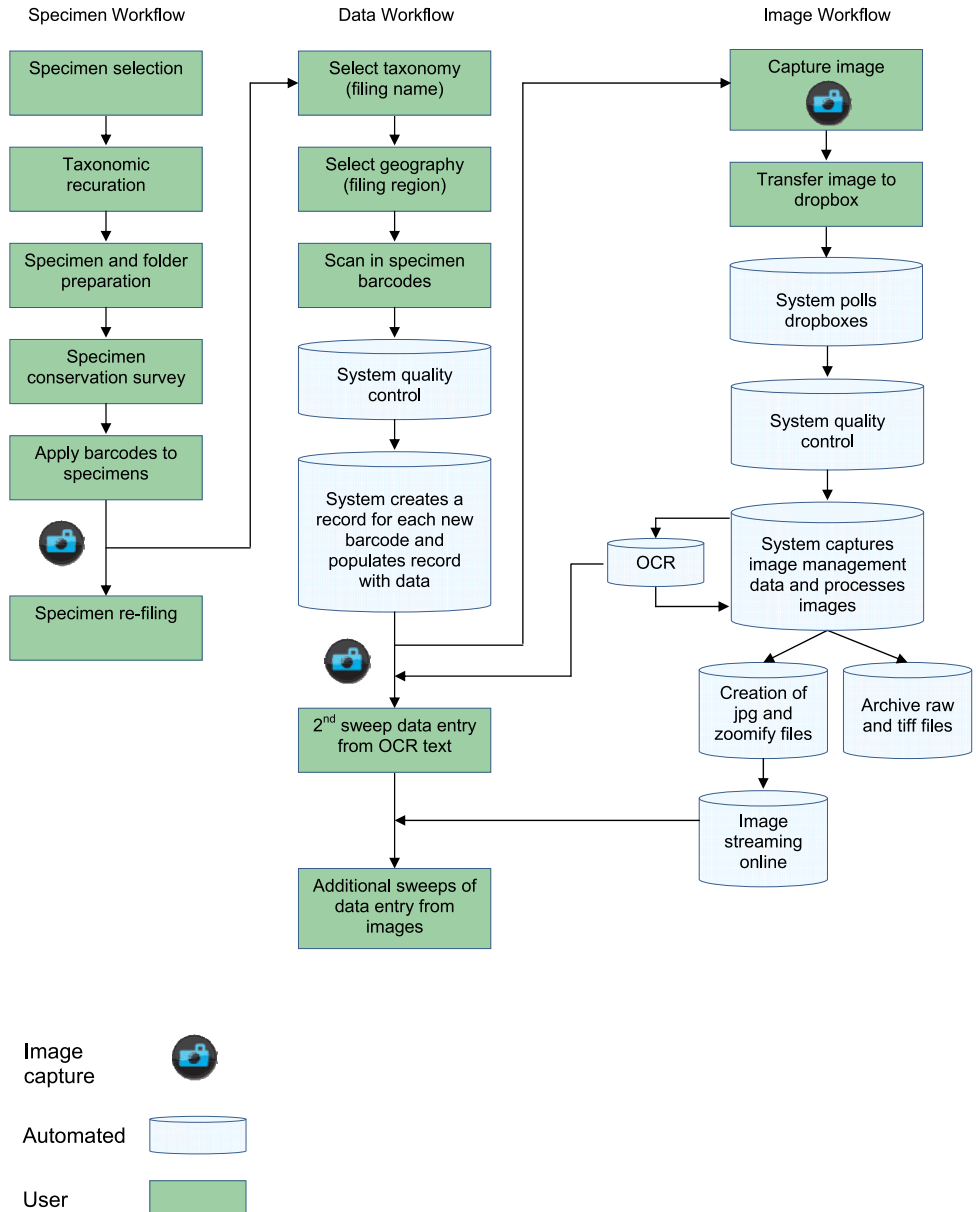 Specimen Workflow
Data Workflow
Image Workflow
Specimen selection
Taxonomic
recuration
Specimen and folder
preparation
Specimen
conservation survey
Apply barcodes to
specimens
Specimen re-filing
Select taxonomy
(filing name)
Select geography
(filing region)
Scan in specimen
barcodes
System quality
control
System creates a
record for each new
barcode and
populates record
with data
2nd sweep data entry
from OCR text
Additional sweeps of
data entry from
images
Capture image
Transfer image to
dropbox
System polls
dropboxes
System quality
control
System captures
image management
data and processes
images
OCR
Creation of
jpg and
zoomify files
Archive raw
and tiff files
Image
streaming
online
Image
capture
Automated
User